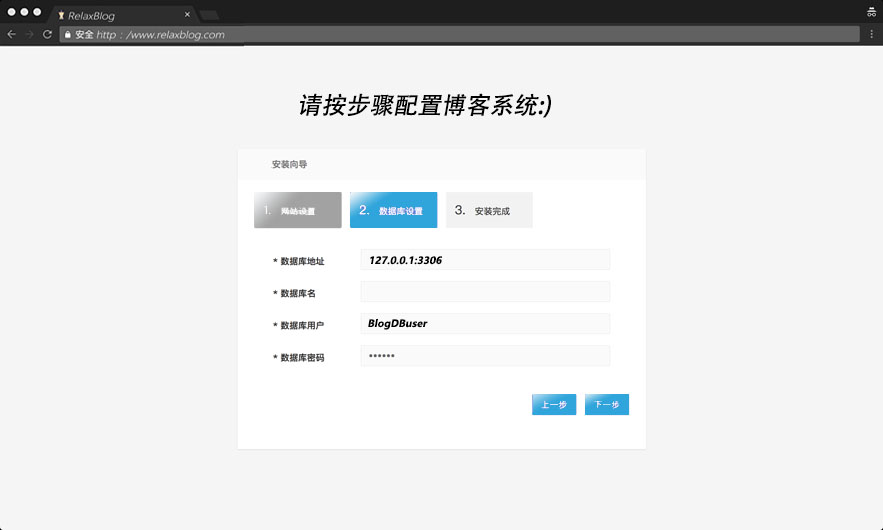 RelaxBlog
安全 http : /www.relaxblog.com
请按步骤配置博客系统:)
安装向导
1. 网站设置
2. 数据库设置
3. 安装完成
* 数据库地址 127.0.0.1:3306
* 数据库名
* 数据库用户 BlogDBuser
* 数据库密码 ••••••
上一步 下一步